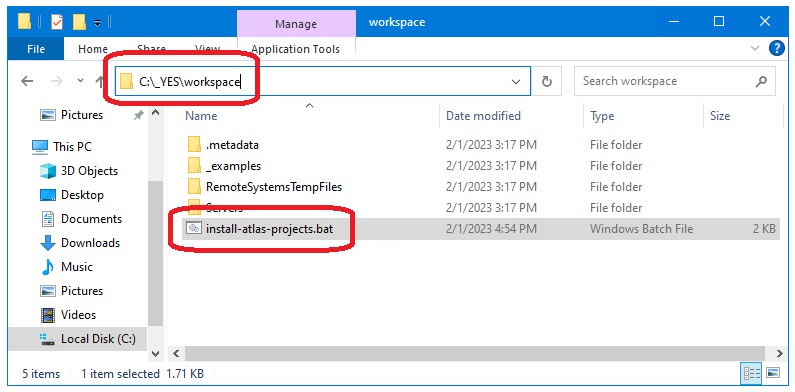 Manage workspace
File Home Share View Application Tools
C:\_YES\workspace Search workspace
Pictures Name Date modified Type Size
This PC .metadata 2/1/2023 3:17 PM File folder
3D Objects _examples 2/1/2023 3:17 PM File folder
Desktop RemoteSystemsTempFiles 2/1/2023 3:17 PM File folder
Documents Servers 2/1/2023 3:17 PM File folder
Downloads install-atlas-projects.bat 2/1/2023 4:54 PM Windows Batch File 2 KB
Music
Pictures
Videos
Local Disk (C:)
5 items 1 item selected 1.71 KB